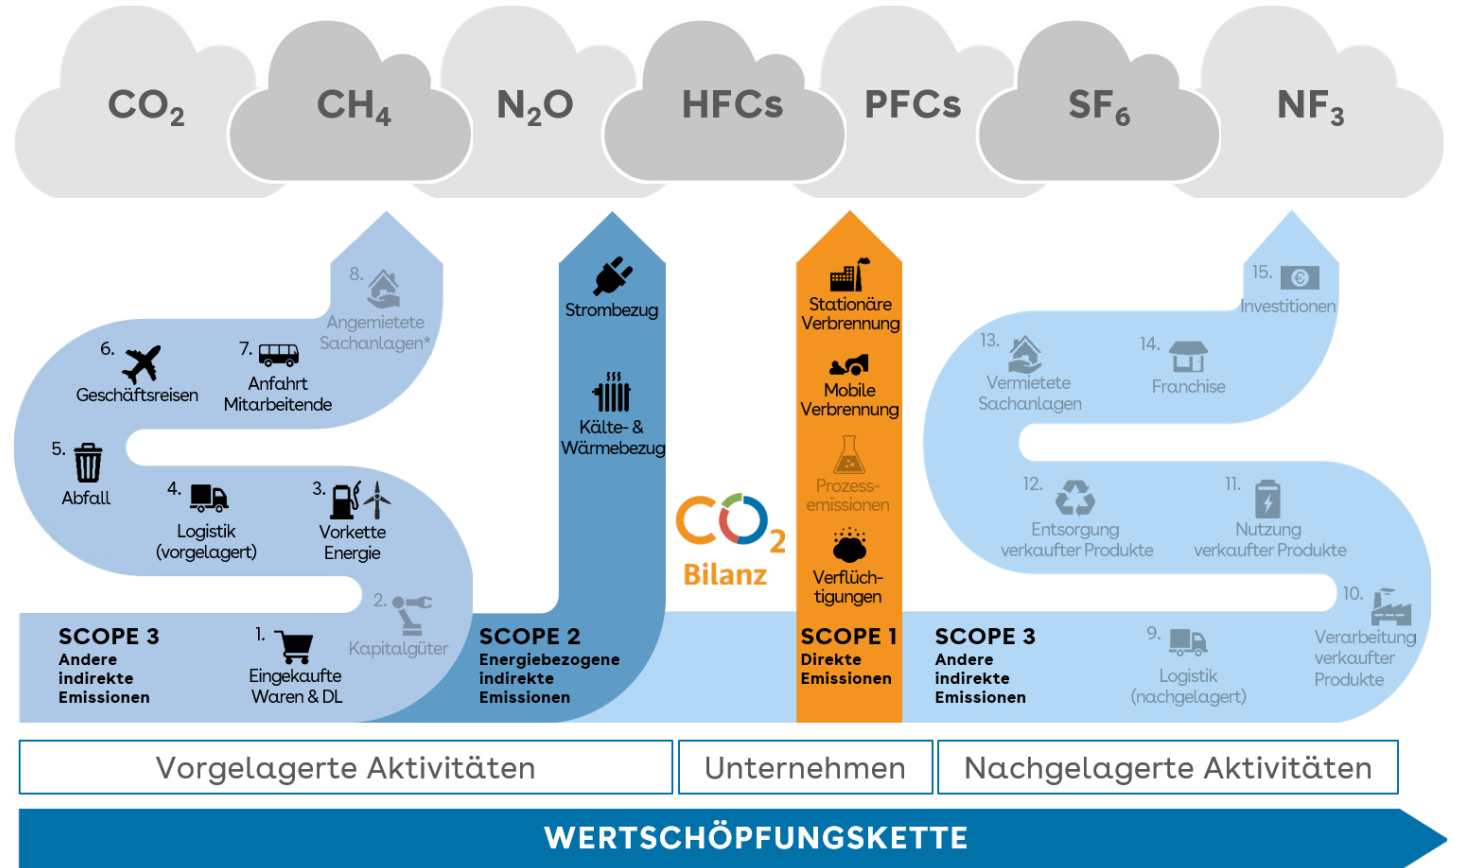 CO₂
CH₄
N₂O
HFCs
PFCs
SF₆
NF₃
8.
Angemietete
Sachanlagen*
6.
Geschäftsreisen
7.
Anfahrt
Mitarbeitende
5.
Abfall
4.
Logistik
(vorgelagert)
3.
Vorkette
Energie
2.
Kapitalgüter
1.
Eingekaufte
Waren & DL
SCOPE 3
Andere
indirekte
Emissionen
Strombezug
Kälte- &
Wärmebezug
SCOPE 2
Energiebezogene
indirekte
Emissionen
CO₂
Bilanz
Stationäre
Verbrennung
Mobile
Verbrennung
Prozess-
emissionen
Verflüch-
tigungen
SCOPE 1
Direkte
Emissionen
15.
Investitionen
13.
Vermietete
Sachanlagen
14.
Franchise
12.
Entsorgung
verkaufter Produkte
11.
Nutzung
verkaufter Produkte
10.
Verarbeitung
verkaufter
Produkte
9.
Logistik
(nachgelagert)
SCOPE 3
Andere
indirekte
Emissionen
Vorgelagerte Aktivitäten
Unternehmen
Nachgelagerte Aktivitäten
WERTSCHÖPFUNGSKETTE